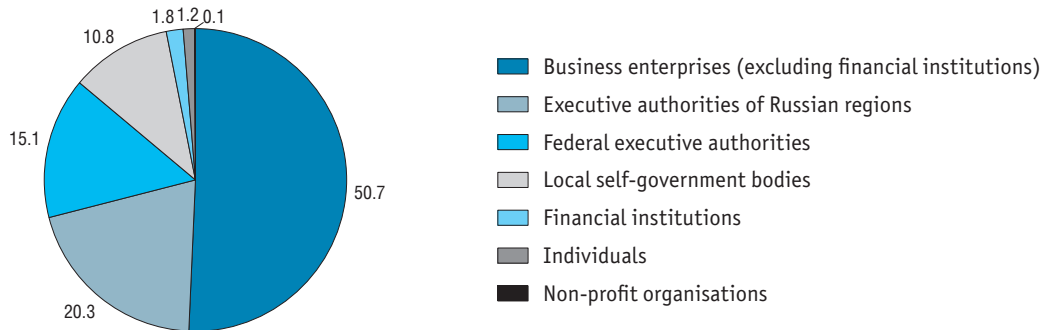 1.8 1.2 0.1
10.8
15.1
50.7
20.3
Business enterprises (excluding financial institutions)
Executive authorities of Russian regions
Federal executive authorities
Local self-government bodies
Financial institutions
Individuals
Non-profit organisations